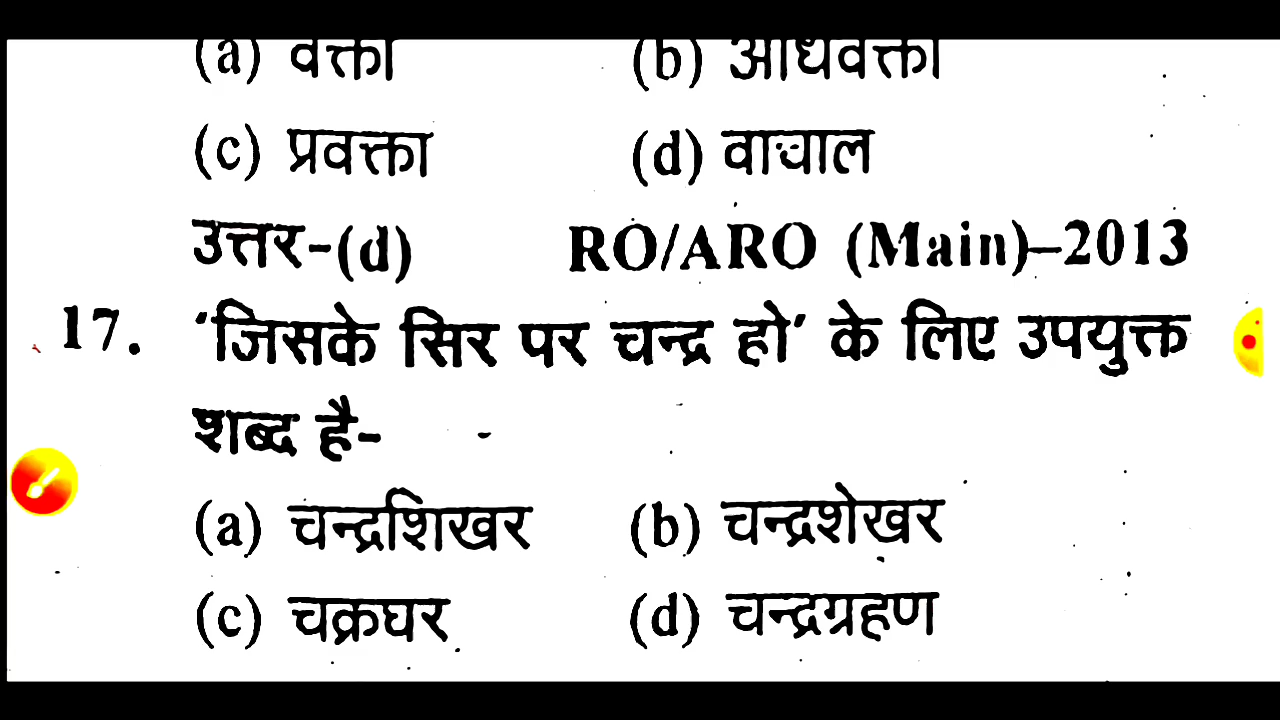 (a) वक्ता (b) अधिवक्ता
(c) प्रवक्ता (d) वाचाल
उत्तर-(d) RO/ARO (Main)–2013
17. 'जिसके सिर पर चन्द्र हो' के लिए उपयुक्त
शब्द है-
(a) चन्द्रशिखर (b) चन्द्रशेखर
(c) चक्रघर (d) चन्द्रग्रहण